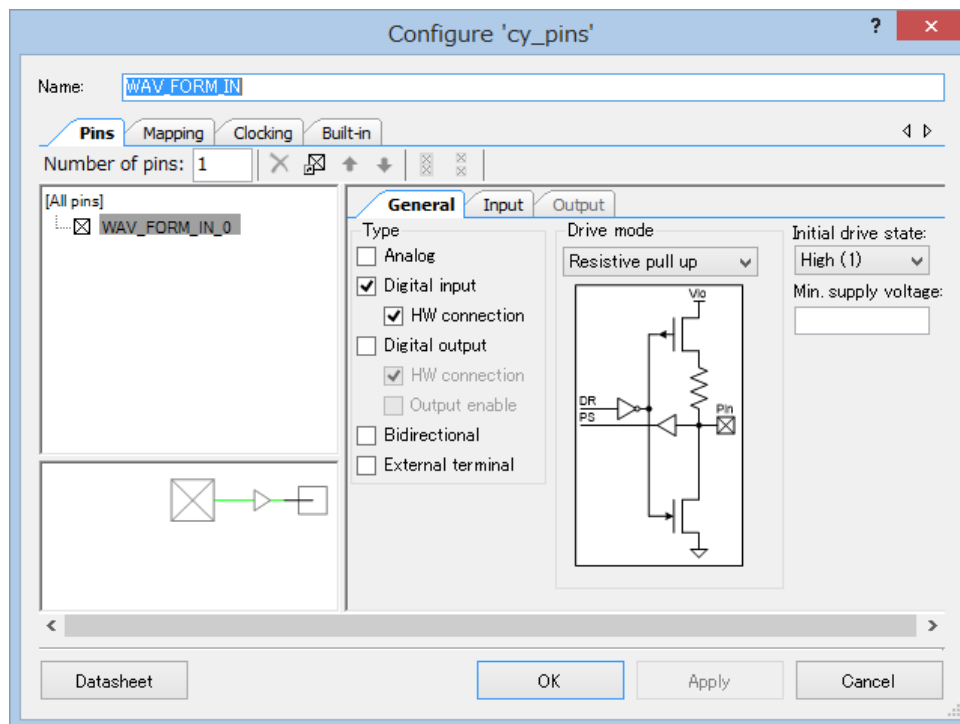 Configure 'cy_pins'
?
Name: WAV_FORM_IN
Pins Mapping Clocking Built-in
Number of pins: 1
[All pins]
WAV_FORM_IN_0
General Input Output
Type
Analog
Digital input
HW connection
Digital output
HW connection
Output enable
Bidirectional
External terminal
Drive mode
Resistive pull up
Vio
DR
PS
Pin
Initial drive state:
High (1)
Min. supply voltage:
Datasheet OK Apply Cancel